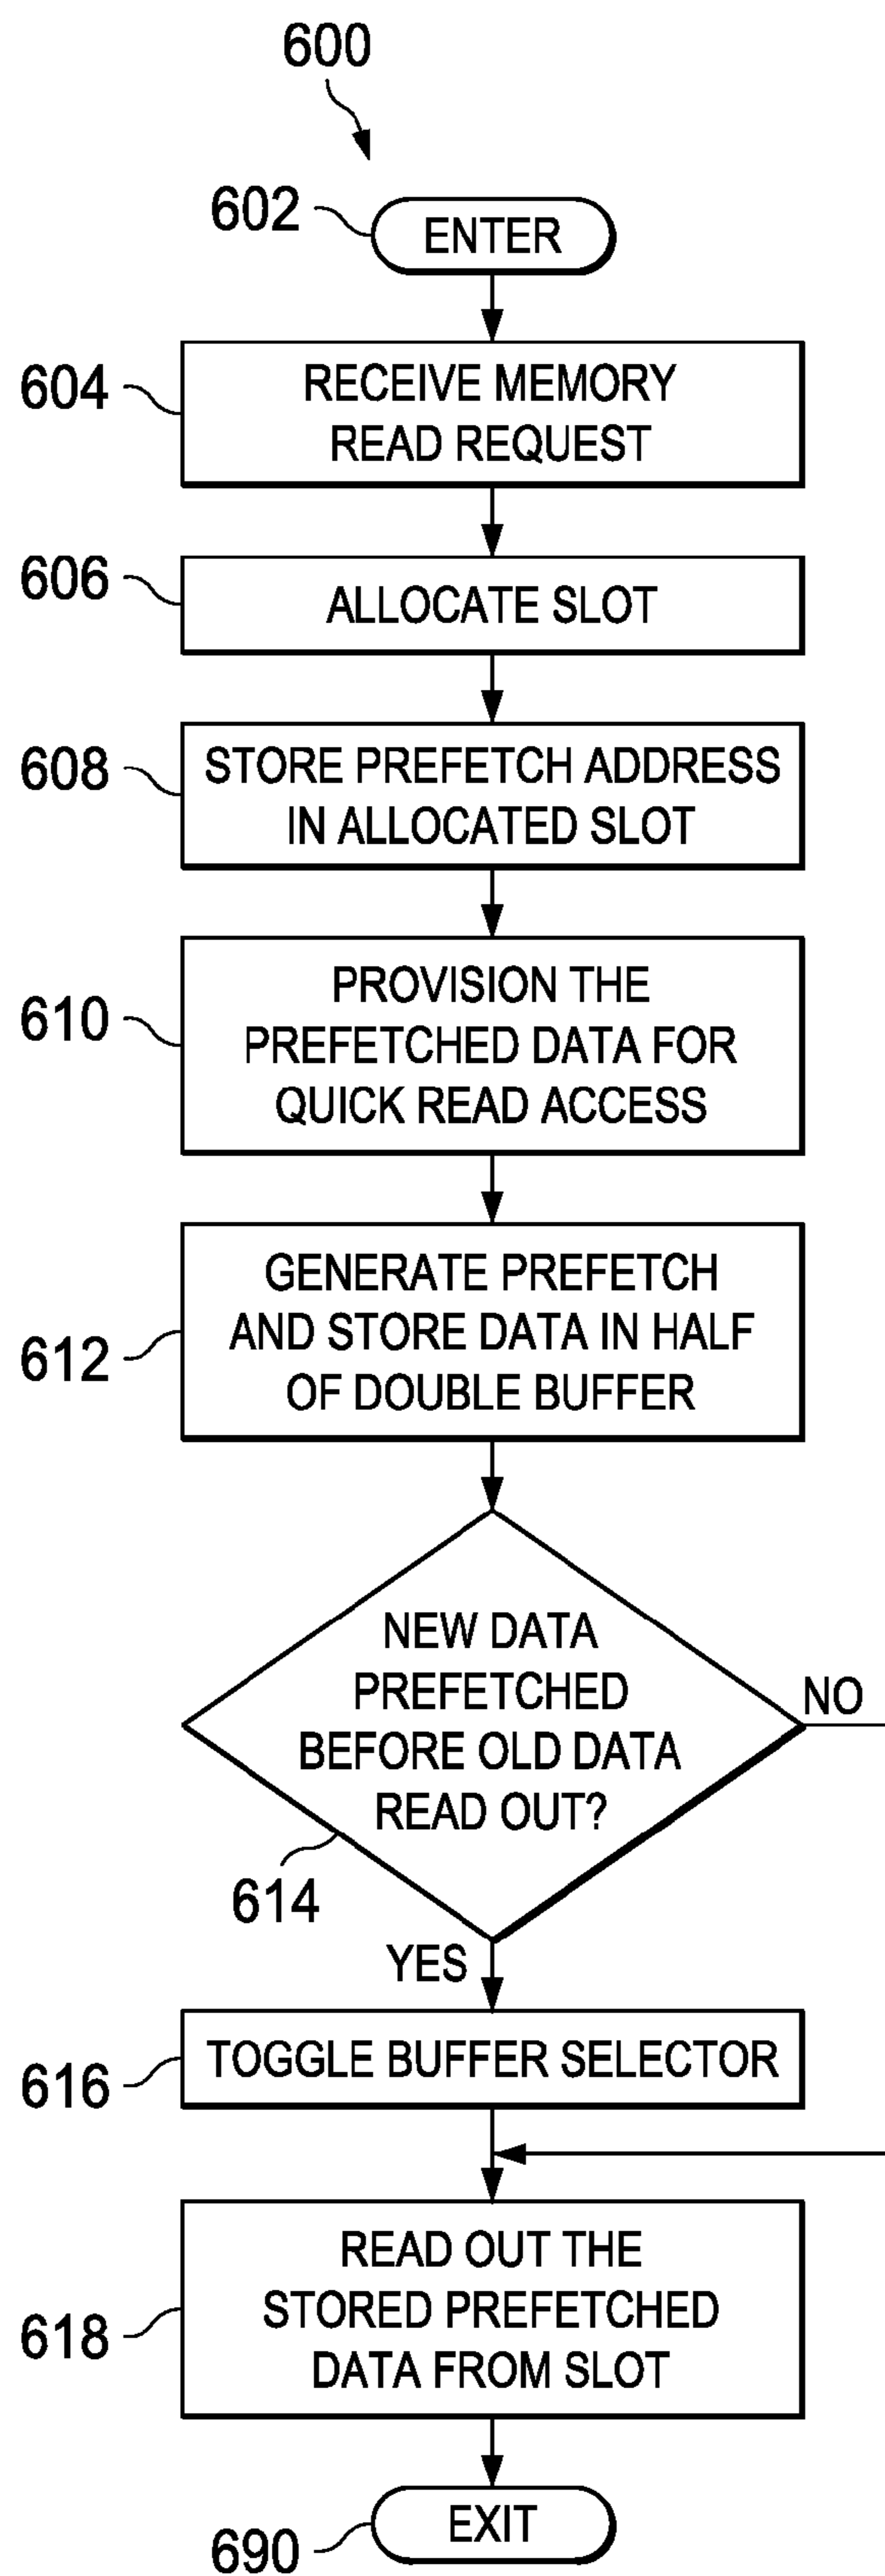 600
602
ENTER
604
RECEIVE MEMORY
READ REQUEST
606
ALLOCATE SLOT
608
STORE PREFETCH ADDRESS
IN ALLOCATED SLOT
610
PROVISION THE
PREFETCHED DATA FOR
QUICK READ ACCESS
612
GENERATE PREFETCH
AND STORE DATA IN HALF
OF DOUBLE BUFFER
NEW DATA
PREFETCHED
BEFORE OLD DATA
READ OUT?
NO
614
YES
616
TOGGLE BUFFER SELECTOR
618
READ OUT THE
STORED PREFETCHED
DATA FROM SLOT
690
EXIT